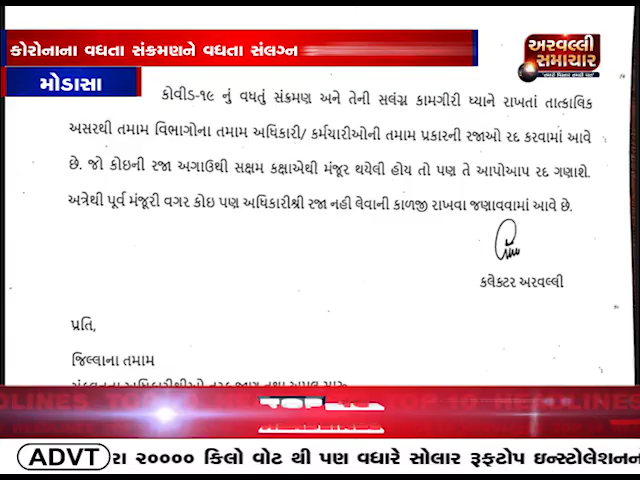 કોરોનાના વધતા સંક્રમણને વધતા સંલગ્ન
અરવલ્લી
સમાચાર
મોડાસા
કોવીડ-૧૯ નું વધતું સંક્રમણ અને તેની સલંગ્ન કામગીરી ધ્યાને રાખતાં તાત્કાલિક
અસરથી તમામ વિભાગોના તમામ અધિકારી/ કર્મચારીઓની તમામ પ્રકારની રજાઓ રદ કરવામાં આવે
છે. જો કોઇની રજા અગાઉથી સક્ષમ કક્ષાએથી મંજૂર થયેલી હોય તો પણ તે આપોઆપ રદ ગણાશે.
અત્રેથી પૂર્વ મંજૂરી વગર કોઇ પણ અધિકારીશ્રી રજા નહી લેવાની કાળજી રાખવા જણાવવામાં આવે છે.
કલેક્ટર અરવલ્લી
પ્રતિ,
જિલ્લાના તમામ
TOP
HEADLINES
ADVT રા ૨૦૦૦૦ કિલો વોટ થી પણ વધારે સોલાર રૂફટોપ ઇન્સ્ટોલેશનન